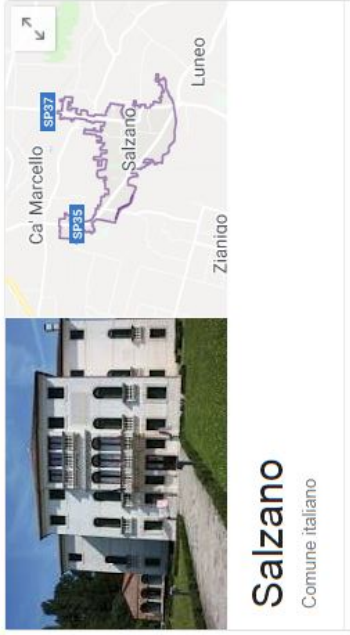 SP37
Luneo
Ca' Marcello
Salzano
SP35
Zianigo
Salzano
Comune italiano